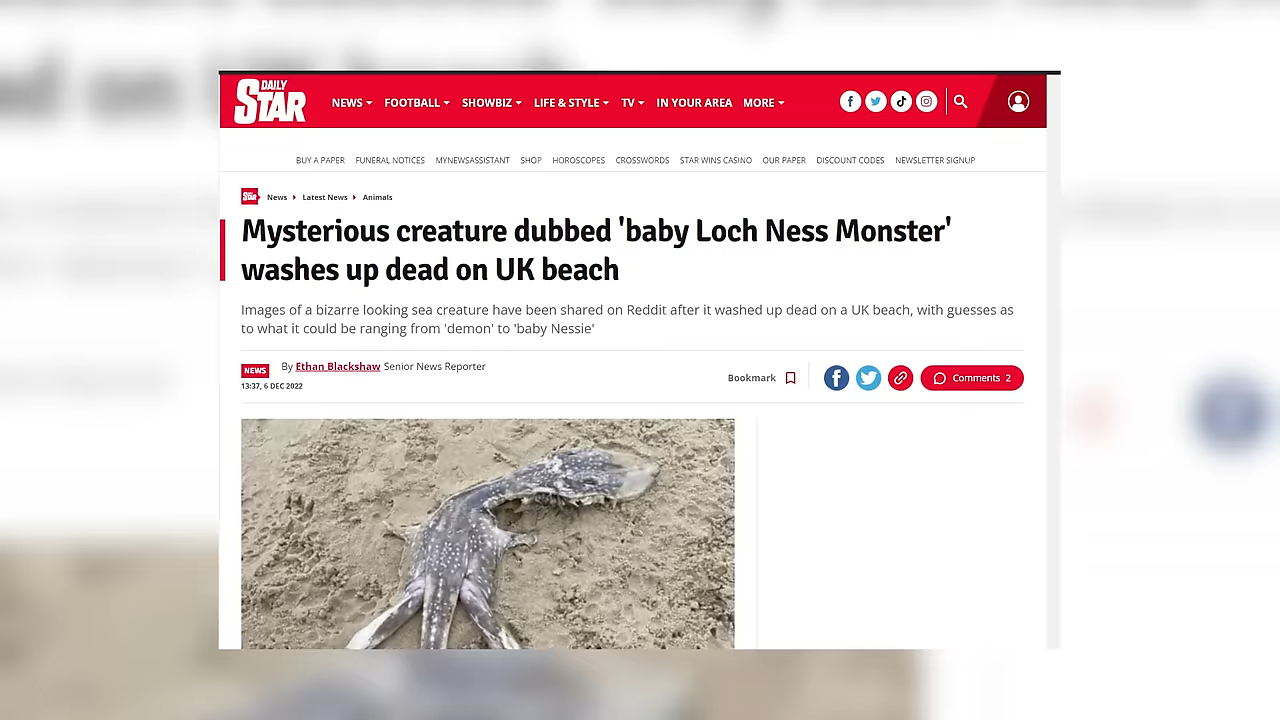 DAILY
STAR
NEWS FOOTBALL SHOWBIZ LIFE & STYLE TV IN YOUR AREA MORE
BUY A PAPER FUNERAL NOTICES MYNEWSASSISTANT SHOP HOROSCOPES CROSSWORDS STAR WINS CASINO OUR PAPER DISCOUNT CODES NEWSLETTER SIGNUP
News Latest News Animals
Mysterious creature dubbed 'baby Loch Ness Monster'
washes up dead on UK beach
Images of a bizarre looking sea creature have been shared on Reddit after it washed up dead on a UK beach, with guesses as
to what it could be ranging from 'demon' to 'baby Nessie'
NEWS By Ethan Blackshaw Senior News Reporter
13:37, 6 DEC 2022
Bookmark Comments 2